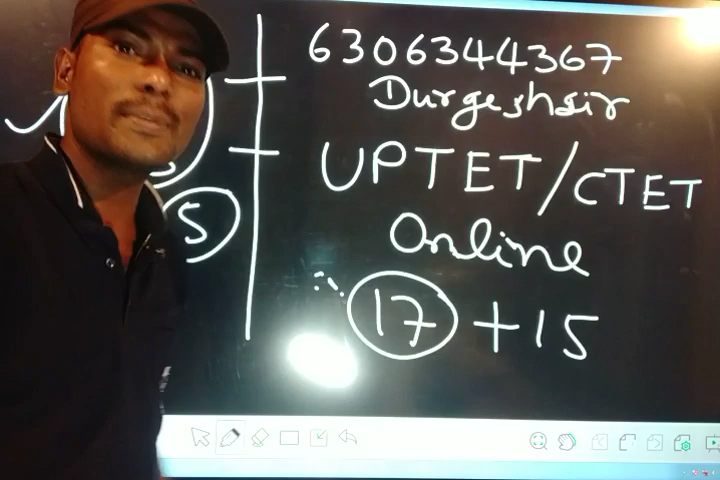 6306344367
Durgeshsir
UPTET/CTET
5
Online
17 + 15